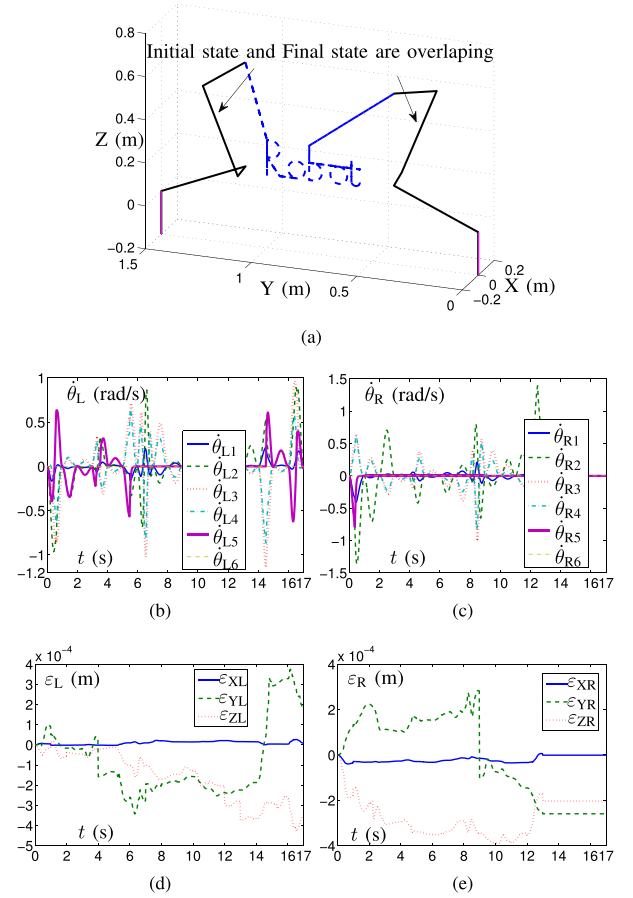 0.8
Initial state and Final state are overlaping
0.6
0.4
Z (m)
0.2
0
−0.2
1.5
1
Y (m)
0.5
0
−0.2
0
0.2
X (m)
(a)
1
0.5
0
−0.5
−1
−1.2
θ̇L (rad/s)
θ̇L1
θ̇L2
θ̇L3
θ̇L4
θ̇L5
θ̇L6
t (s)
0 2 4 6 8 10 12 14 1617
(b)
1.5
1
0.5
0
−0.5
−1
−1.5
θ̇R (rad/s)
θ̇R1
θ̇R2
θ̇R3
θ̇R4
θ̇R5
θ̇R6
t (s)
0 2 4 6 8 10 12 14 1617
(c)
x 10−4
4
3
2
1
0
−1
−2
−3
−4
−5
εL (m)
εXL
εYL
εZL
t (s)
0 2 4 6 8 10 12 14 1617
(d)
x 10−4
4
2
0
−2
−4
εR (m)
εXR
εYR
εZR
t (s)
0 2 4 6 8 10 12 14 1617
(e)